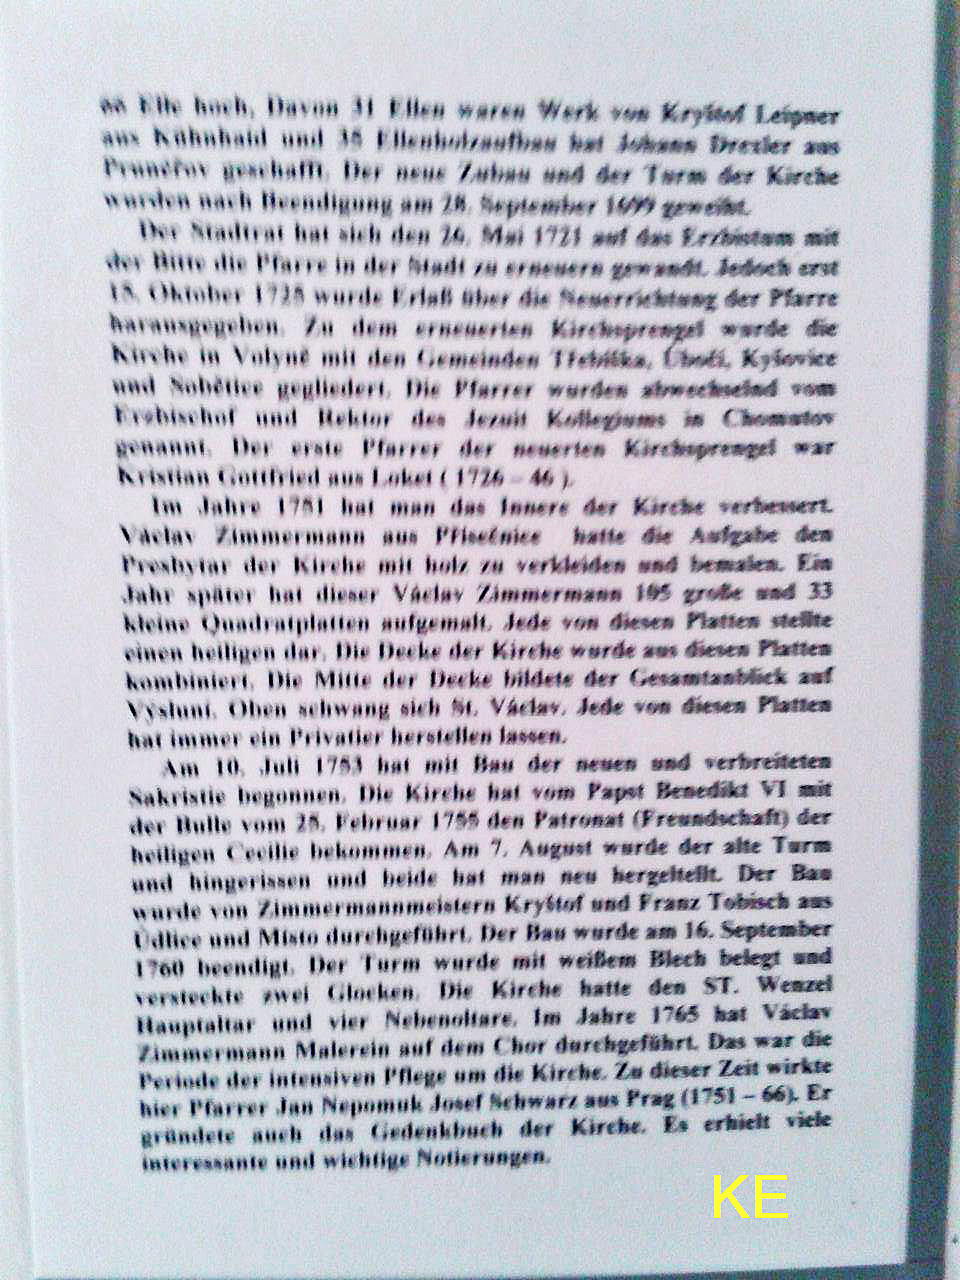 66 Elle hoch. Davon 31 Ellen waren Werk von Kryštof Leipner
aus Kühnhaid und 35 Ellenholzaufbau hat Johann Drexler aus
Prunéřov geschafft. Der neue Zubau und der Turm der Kirche
wurden nach Beendigung am 28. September 1699 geweiht.
Der Stadtrat hat sich den 26. Mai 1721 auf das Erzbistum mit
der Bitte die Pfarre in der Stadt zu erneuern gewandt. Jedoch erst
15. Oktober 1725 wurde Erlaß über die Neuerrichtung der Pfarre
harausgegeben. Zu dem erneuerten Kirchsprengel wurde die
Kirche in Volyně mit den Gemeinden Třebíška, Úbočí, Kyšovice
und Sobětice gegliedert. Die Pfarrer wurden abwechselnd vom
Erzbischof und Rektor des Jezuit Kollegiums in Chomutov
genannt. Der erste Pfarrer der neuerten Kirchsprengel war
Kristian Gottfried aus Loket ( 1726 – 46 ).
Im Jahre 1751 hat man das Innere der Kirche verbessert.
Václav Zimmermann aus Přísečnice hatte die Aufgabe den
Presbytar der Kirche mit holz zu verkleiden und bemalen. Ein
Jahr später hat dieser Václav Zimmermann 105 große und 33
kleine Quadratplatten aufgemalt. Jede von diesen Platten stellte
einen heiligen dar. Die Decke der Kirche wurde aus diesen Platten
kombiniert. Die Mitte der Decke bildete der Gesamtanblick auf
Výsluní. Oben schwang sich St. Václav. Jede von diesen Platten
hat immer ein Privatier herstellen lassen.
Am 10. Juli 1753 hat mit Bau der neuen und verbreiteten
Sakristie begonnen. Die Kirche hat vom Papst Benedikt VI mit
der Bulle vom 25. Februar 1755 den Patronat (Freundschaft) der
heiligen Cecilie bekommen. Am 7. August wurde der alte Turm
und hingerissen und beide hat man neu hergeltellt. Der Bau
wurde von Zimmermannmeistern Kryštof und Franz Tobisch aus
Údlice und Místo durchgeführt. Der Bau wurde am 16. September
1760 beendigt. Der Turm wurde mit weißem Blech belegt und
versteckte zwei Glocken. Die Kirche hatte den ST. Wenzel
Hauptaltar und vier Nebenoltare. Im Jahre 1765 hat Václav
Zimmermann Malerein auf dem Chor durchgeführt. Das war die
Periode der intensiven Pflege um die Kirche. Zu dieser Zeit wirkte
hier Pfarrer Jan Nepomuk Josef Schwarz aus Prag (1751 – 66). Er
gründete auch das Gedenkbuch der Kirche. Es erhielt viele
interessante und wichtige Notierungen.
KE